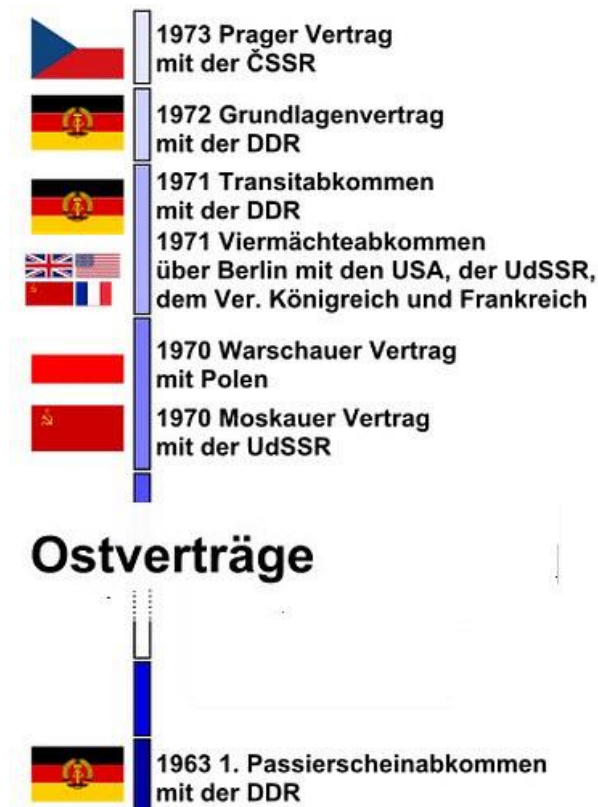 1973 Prager Vertrag
mit der ČSSR
1972 Grundlagenvertrag
mit der DDR
1971 Transitabkommen
mit der DDR
1971 Viermächteabkommen
über Berlin mit den USA, der UdSSR,
dem Ver. Königreich und Frankreich
1970 Warschauer Vertrag
mit Polen
1970 Moskauer Vertrag
mit der UdSSR
Ostverträge
1963 1. Passierscheinabkommen
mit der DDR